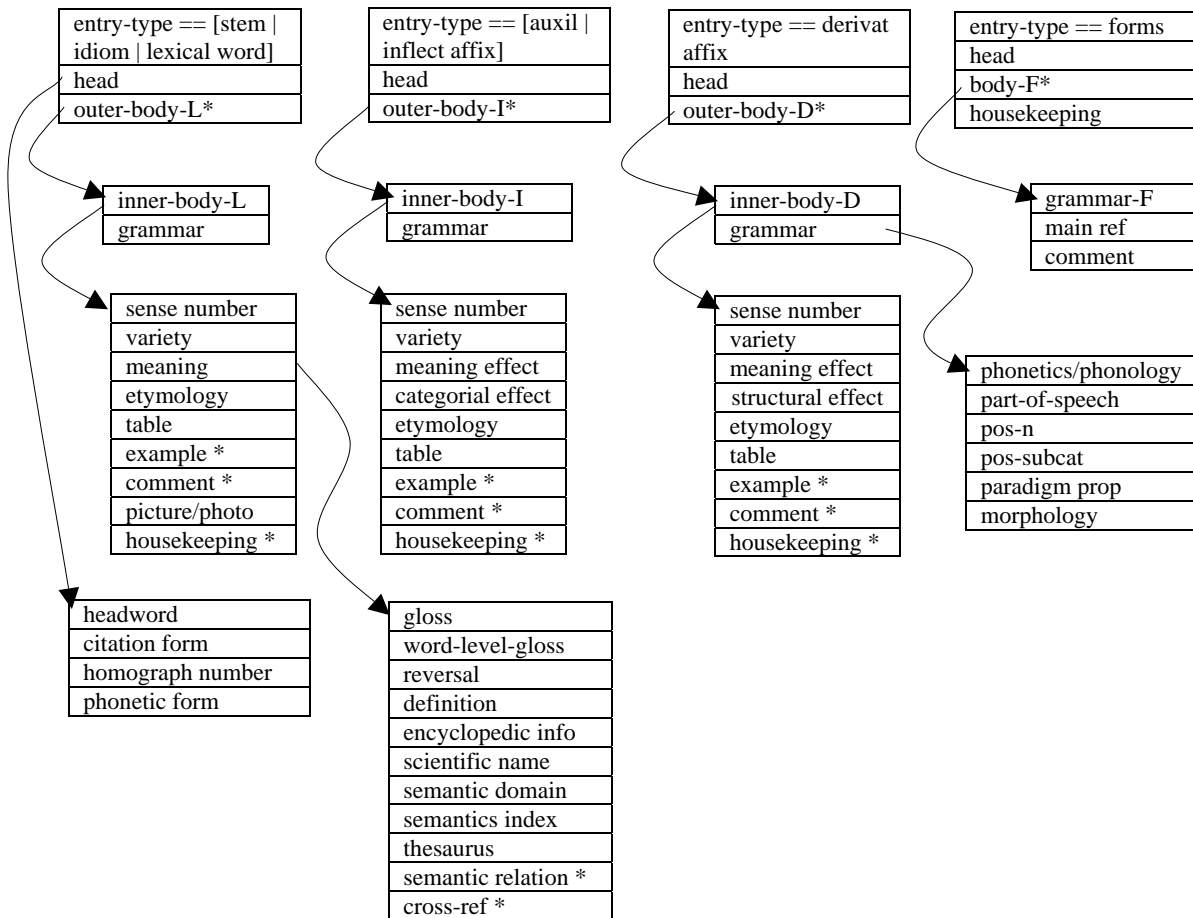 entry-type == [stem |
idiom | lexical word]
head
outer-body-L*
entry-type == [auxil |
inflect affix]
head
outer-body-I*
entry-type == derivat
affix
head
outer-body-D*
entry-type == forms
head
body-F*
housekeeping
inner-body-L
grammar
inner-body-I
grammar
inner-body-D
grammar
grammar-F
main ref
comment
sense number
variety
meaning
etymology
table
example *
comment *
picture/photo
housekeeping *
sense number
variety
meaning effect
categorial effect
etymology
table
example *
comment *
housekeeping *
sense number
variety
meaning effect
structural effect
etymology
table
example *
comment *
housekeeping *
phonetics/phonology
part-of-speech
pos-n
pos-subcat
paradigm prop
morphology
headword
citation form
homograph number
phonetic form
gloss
word-level-gloss
reversal
definition
encyclopedic info
scientific name
semantic domain
semantics index
thesaurus
semantic relation *
cross-ref *